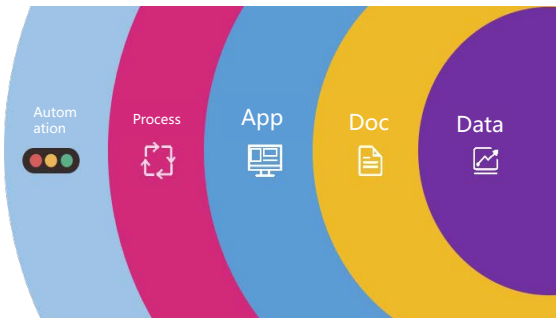 Autom
ation
Process
App
Doc
Data